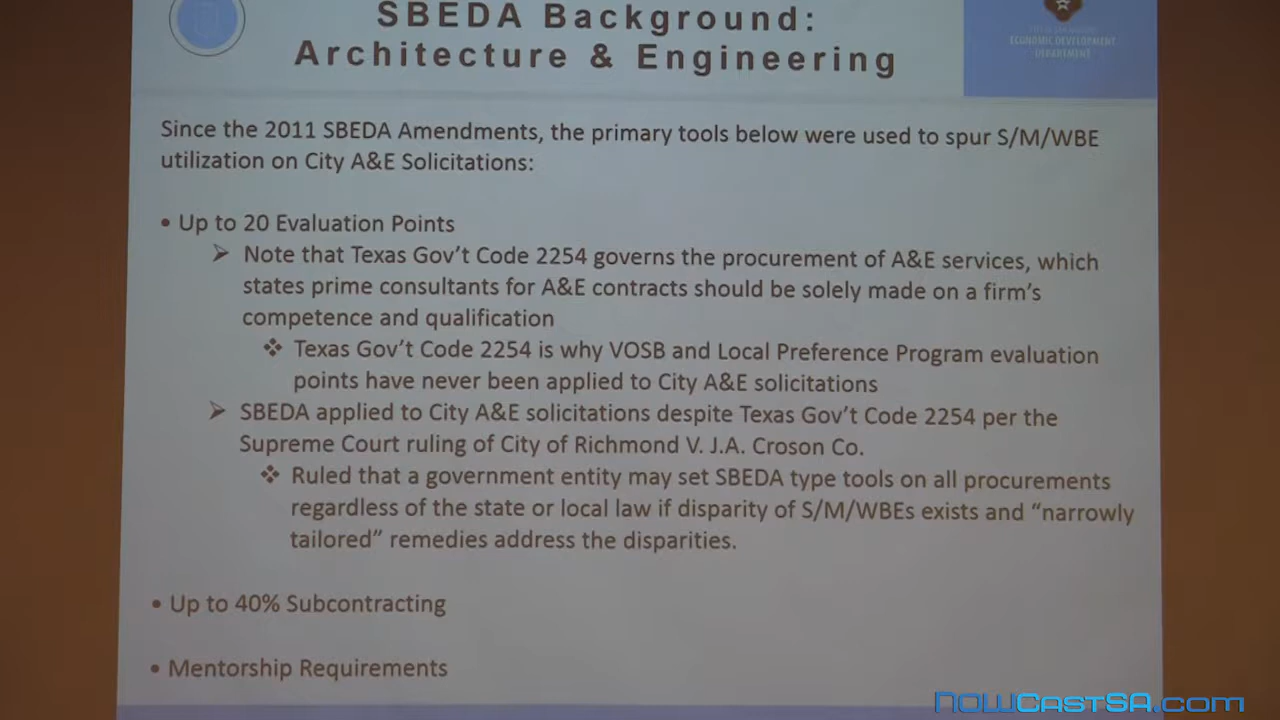 SBEDA Background:
Architecture & Engineering
ECONOMIC DEVELOPMENT
DEPARTMENT
Since the 2011 SBEDA Amendments, the primary tools below were used to spur S/M/WBE
utilization on City A&E Solicitations:
• Up to 20 Evaluation Points
➢ Note that Texas Gov't Code 2254 governs the procurement of A&E services, which
states prime consultants for A&E contracts should be solely made on a firm's
competence and qualification
❖ Texas Gov't Code 2254 is why VOSB and Local Preference Program evaluation
points have never been applied to City A&E solicitations
➢ SBEDA applied to City A&E solicitations despite Texas Gov't Code 2254 per the
Supreme Court ruling of City of Richmond V. J.A. Croson Co.
❖ Ruled that a government entity may set SBEDA type tools on all procurements
regardless of the state or local law if disparity of S/M/WBEs exists and “narrowly
tailored” remedies address the disparities.
• Up to 40% Subcontracting
• Mentorship Requirements
NOWCASTSA.COM